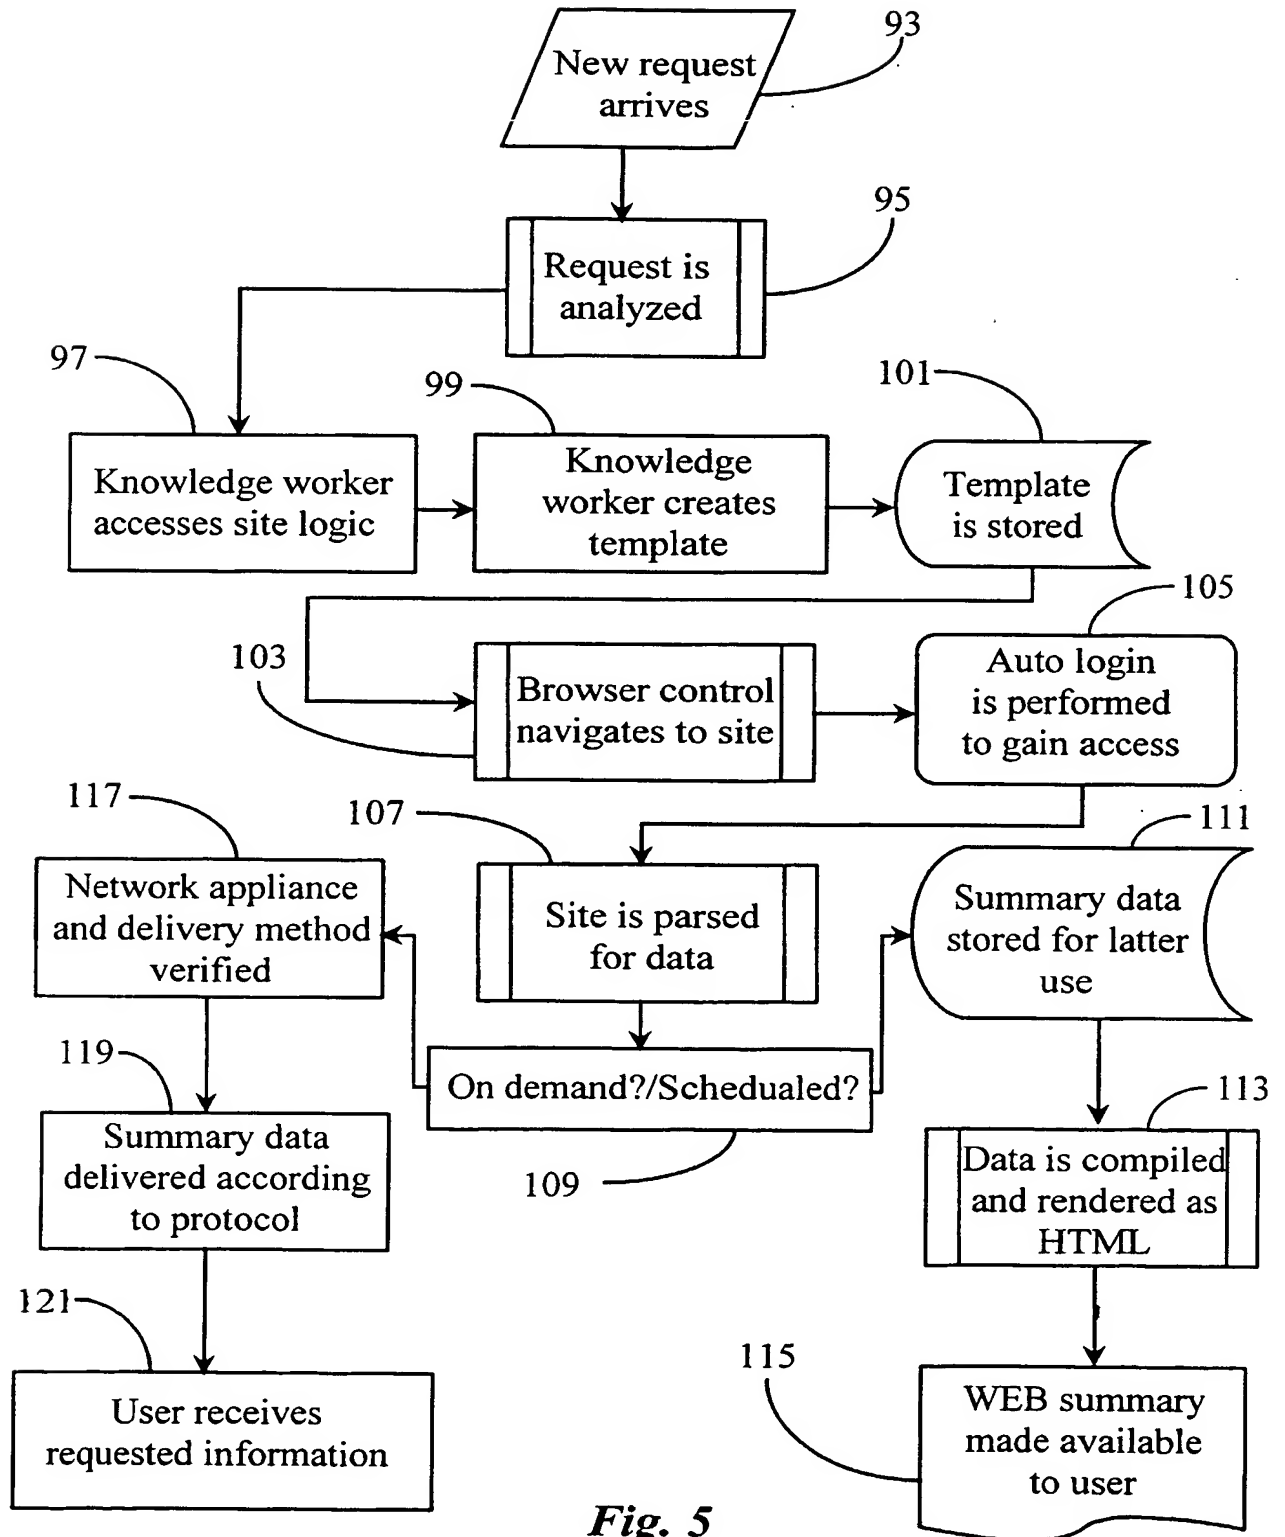 93
New request
arrives
95
Request is
analyzed
97
99
101
Knowledge worker
accesses site logic
Knowledge
worker creates
template
Template
is stored
105
103
Browser control
navigates to site
Auto login
is performed
to gain access
117
107
111
Network appliance
and delivery method
verified
Site is parsed
for data
Summary data
stored for latter
use
119
On demand?/Schedualed?
113
Summary data
delivered according
to protocol
109
Data is compiled
and rendered as
HTML
121
115
User receives
requested information
WEB summary
made available
to user
Fig. 5